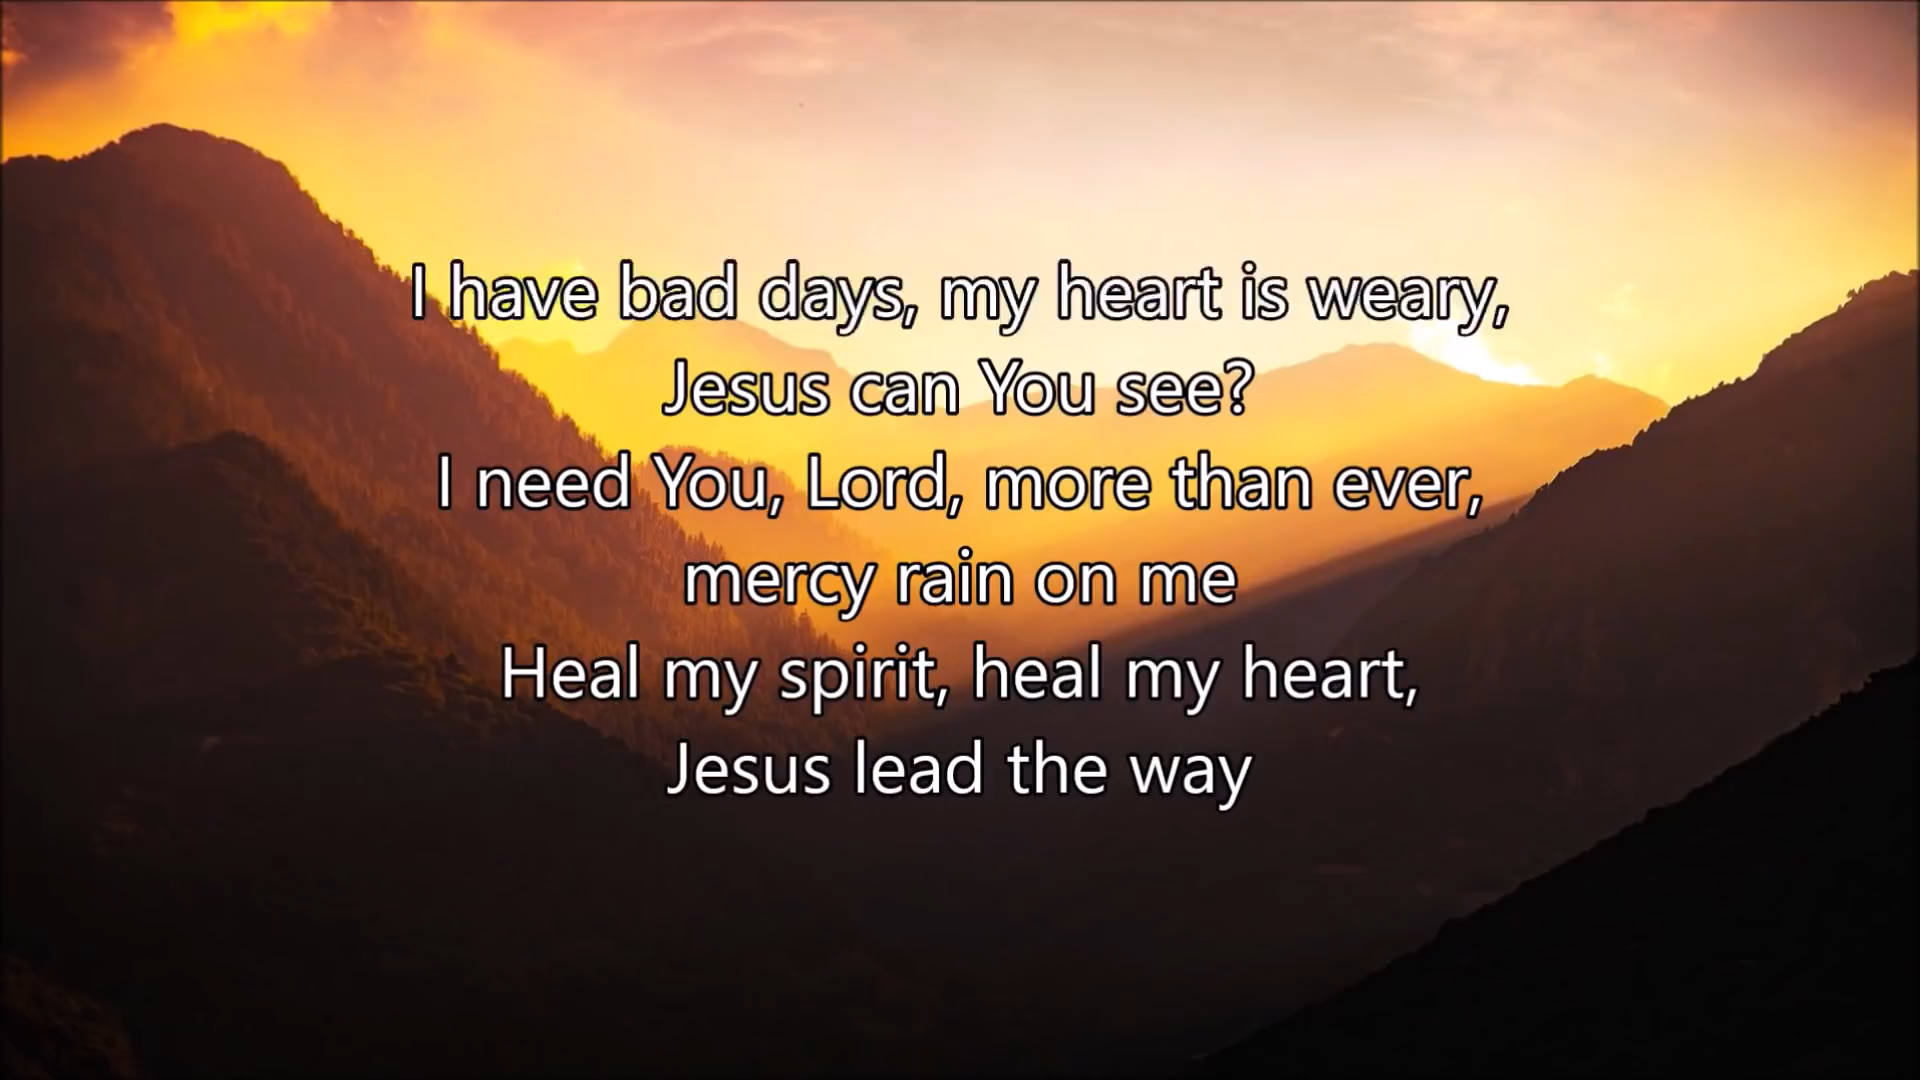 I have bad days, my heart is weary,
Jesus can You see?
I need You, Lord, more than ever,
mercy rain on me
Heal my spirit, heal my heart,
Jesus lead the way